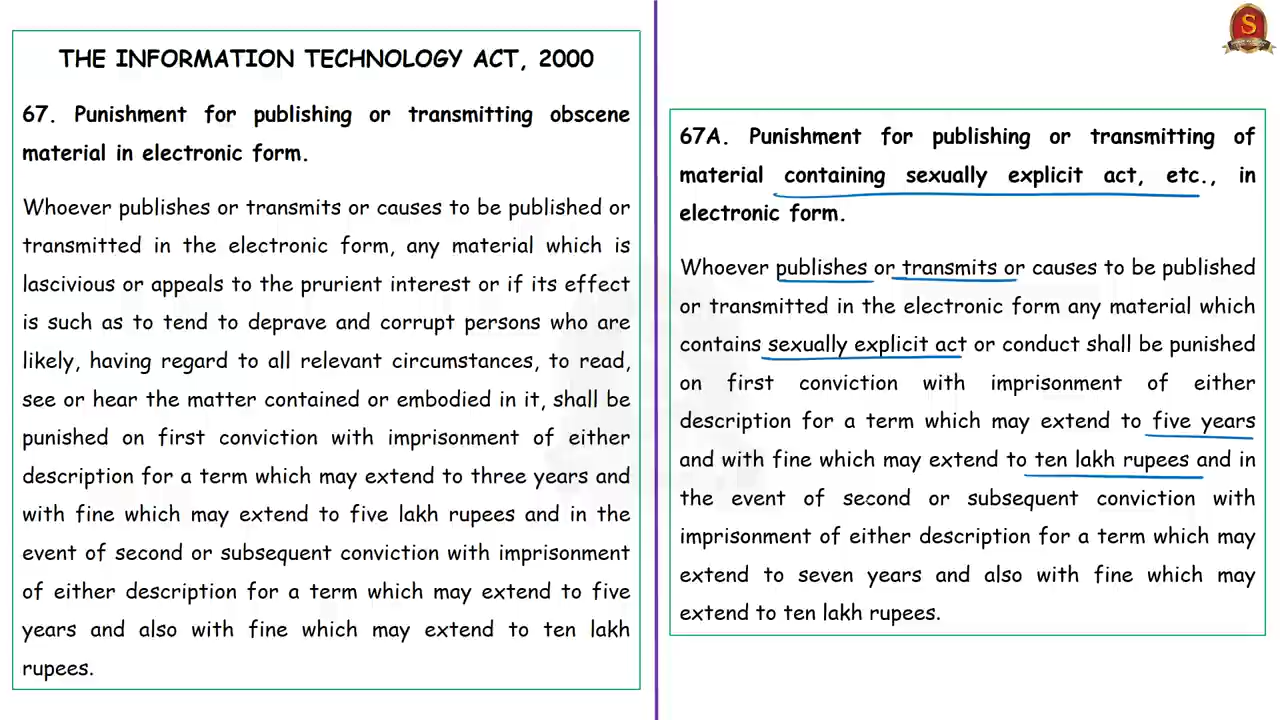 THE INFORMATION TECHNOLOGY ACT, 2000
67. Punishment for publishing or transmitting obscene
material in electronic form.
Whoever publishes or transmits or causes to be published or
transmitted in the electronic form, any material which is
lascivious or appeals to the prurient interest or if its effect
is such as to tend to deprave and corrupt persons who are
likely, having regard to all relevant circumstances, to read,
see or hear the matter contained or embodied in it, shall be
punished on first conviction with imprisonment of either
description for a term which may extend to three years and
with fine which may extend to five lakh rupees and in the
event of second or subsequent conviction with imprisonment
of either description for a term which may extend to five
years and also with fine which may extend to ten lakh
rupees.
67A. Punishment for publishing or transmitting of
material containing sexually explicit act, etc., in
electronic form.
Whoever publishes or transmits or causes to be published
or transmitted in the electronic form any material which
contains sexually explicit act or conduct shall be punished
on first conviction with imprisonment of either
description for a term which may extend to five years
and with fine which may extend to ten lakh rupees and in
the event of second or subsequent conviction with
imprisonment of either description for a term which may
extend to seven years and also with fine which may
extend to ten lakh rupees.
S